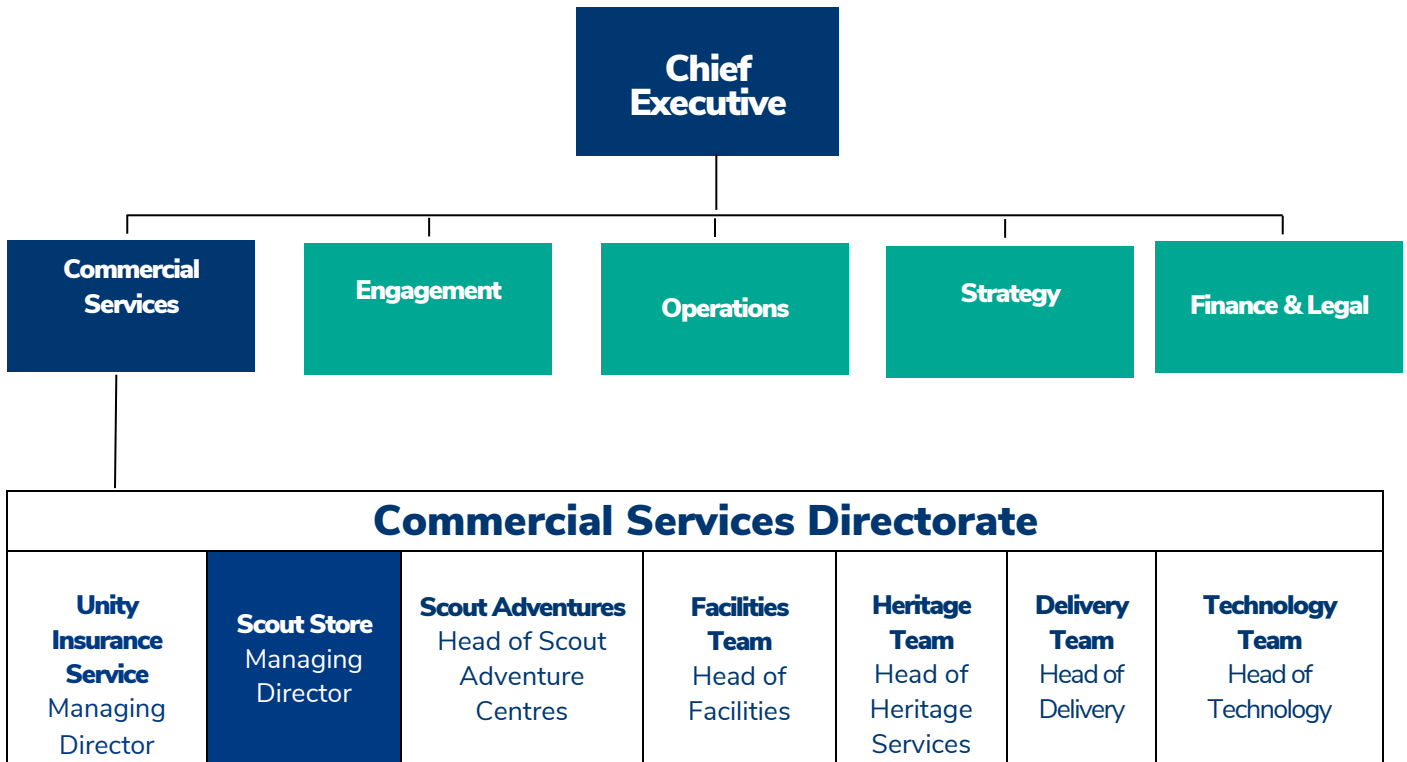 Chief
Executive
Commercial
Services
Engagement
Operations
Strategy
Finance & Legal
Commercial Services Directorate
Unity
Insurance
Service
Managing
Director
Scout Store
Managing
Director
Scout Adventures
Head of Scout
Adventure
Centres
Facilities
Team
Head of
Facilities
Heritage
Team
Head of
Heritage
Services
Delivery
Team
Head of
Delivery
Technology
Team
Head of
Technology